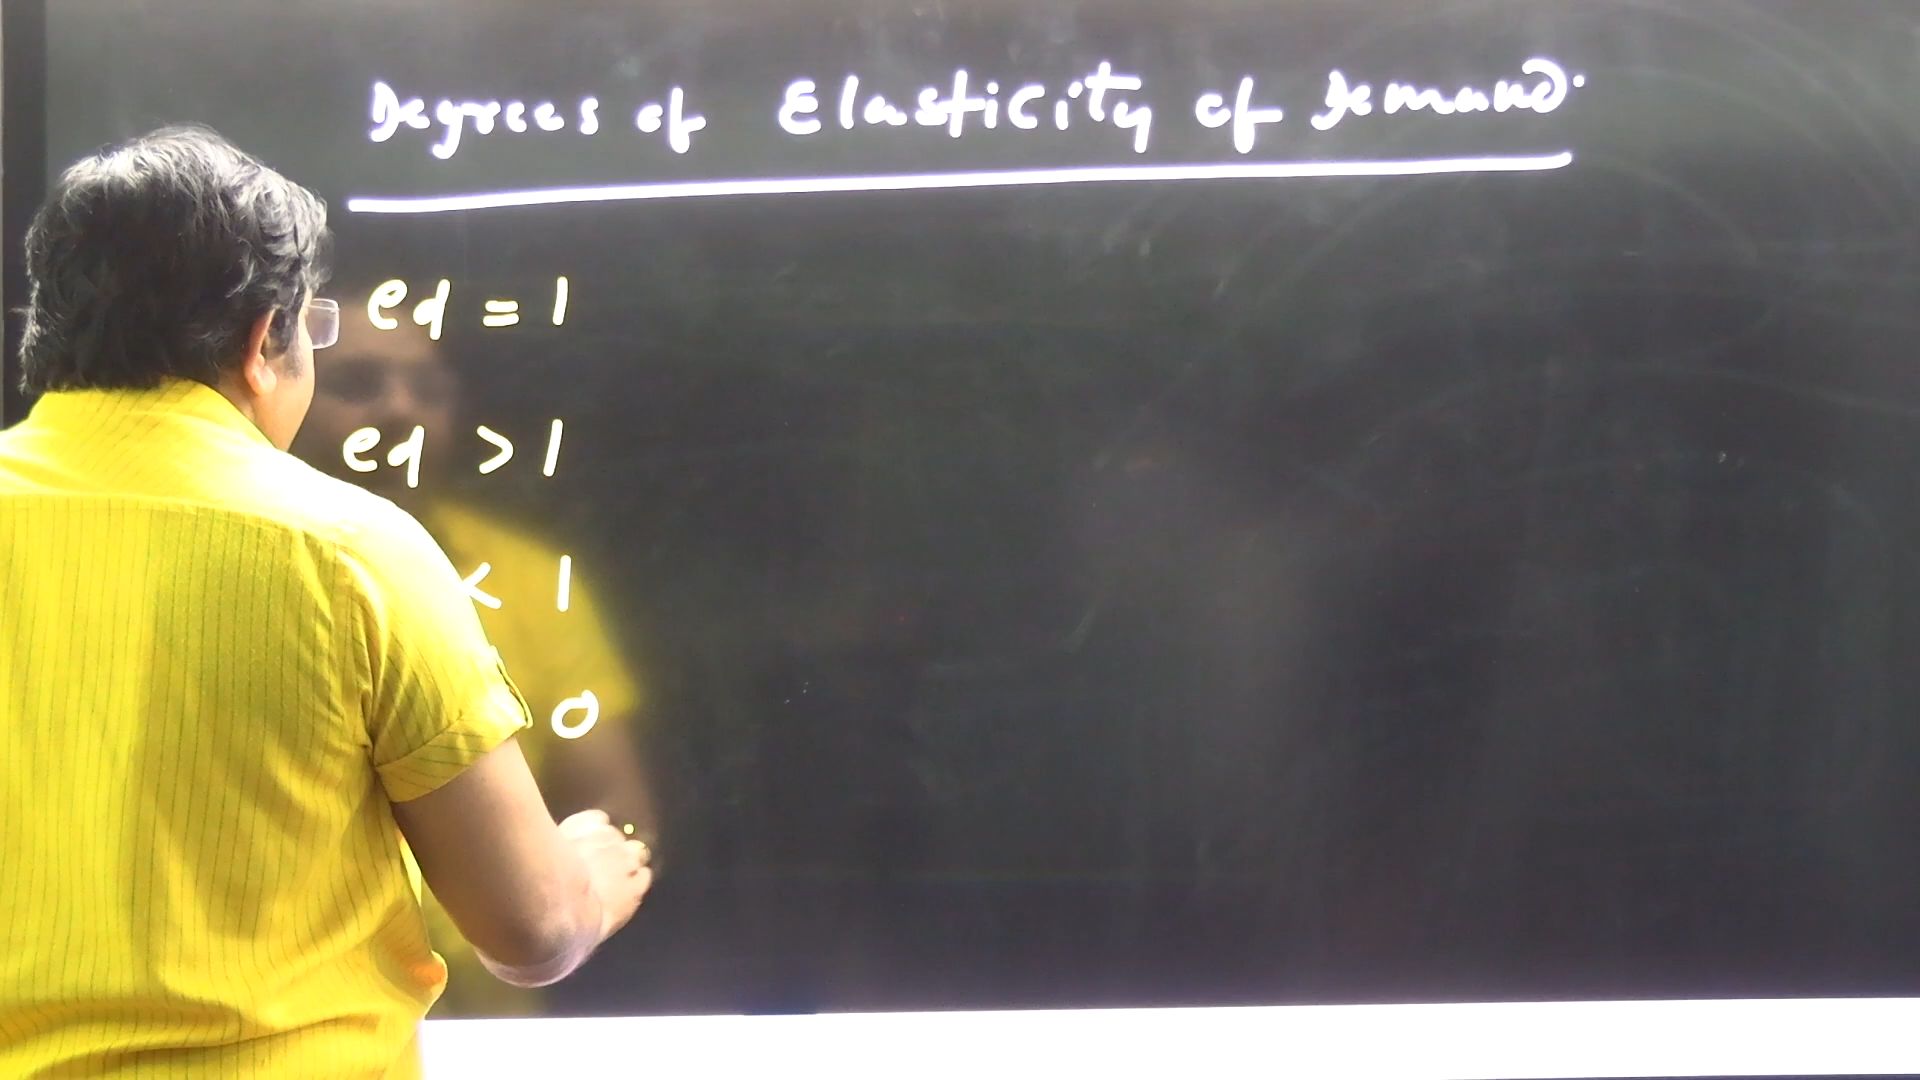 Degrees of Elasticity of Demand.
ed = 1
ed > 1
< 1
0